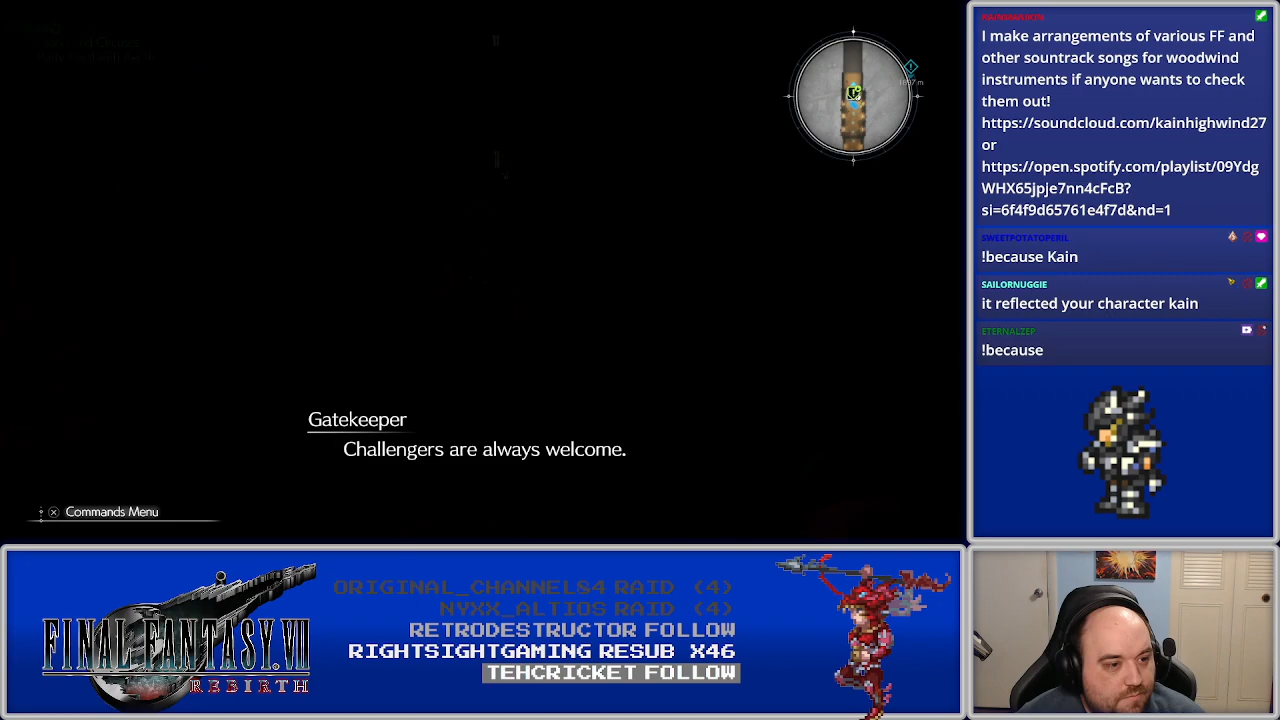 1697 m
Gatekeeper
Challengers are always welcome.
Commands Menu
I make arrangements of various FF and
other sountrack songs for woodwind
instruments if anyone wants to check
them out!
https://soundcloud.com/kainhighwind27
or
https://open.spotify.com/playlist/09Ydg
WHX65jpje7nn4cFcB?
si=6f4f9d65761e4f7d&nd=1
SWEETPOTATOPERIL
!because Kain
SAILORNUGGIE
it reflected your character kain
ETERNALZEP
!because
FINAL FANTASY.VII
REBIRTH
ORIGINAL_CHANNEL84 RAID (4)
NYXX_ALTIOS RAID (4)
RETRODESTRUCTOR FOLLOW
RIGHTSIGHTGAMING RESUB X46
TEHCRICKET FOLLOW